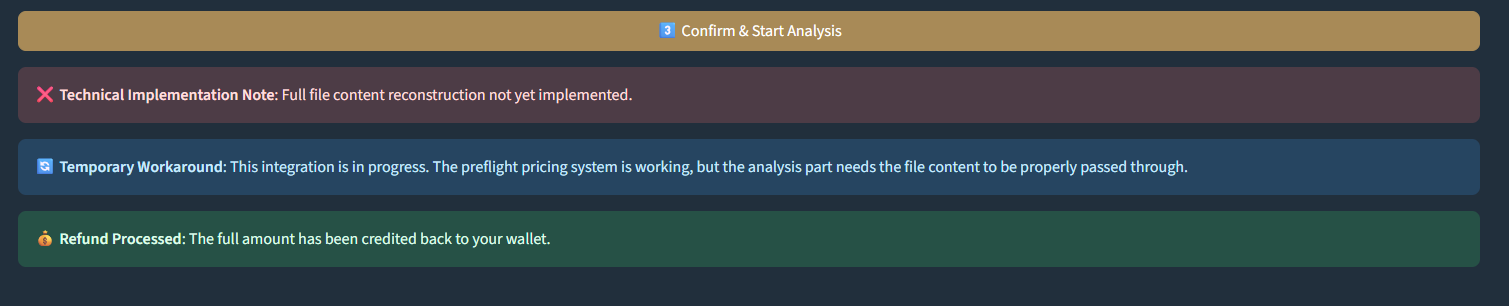 3 Confirm & Start Analysis
❌ Technical Implementation Note: Full file content reconstruction not yet implemented.
🔄 Temporary Workaround: This integration is in progress. The preflight pricing system is working, but the analysis part needs the file content to be properly passed through.
💰 Refund Processed: The full amount has been credited back to your wallet.